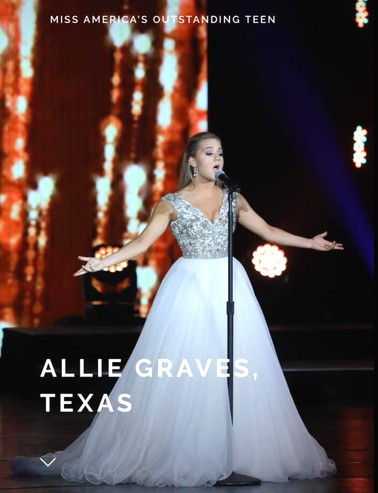 MISS AMERICA'S OUTSTANDING TEEN
ALLIE GRAVES,
TEXAS